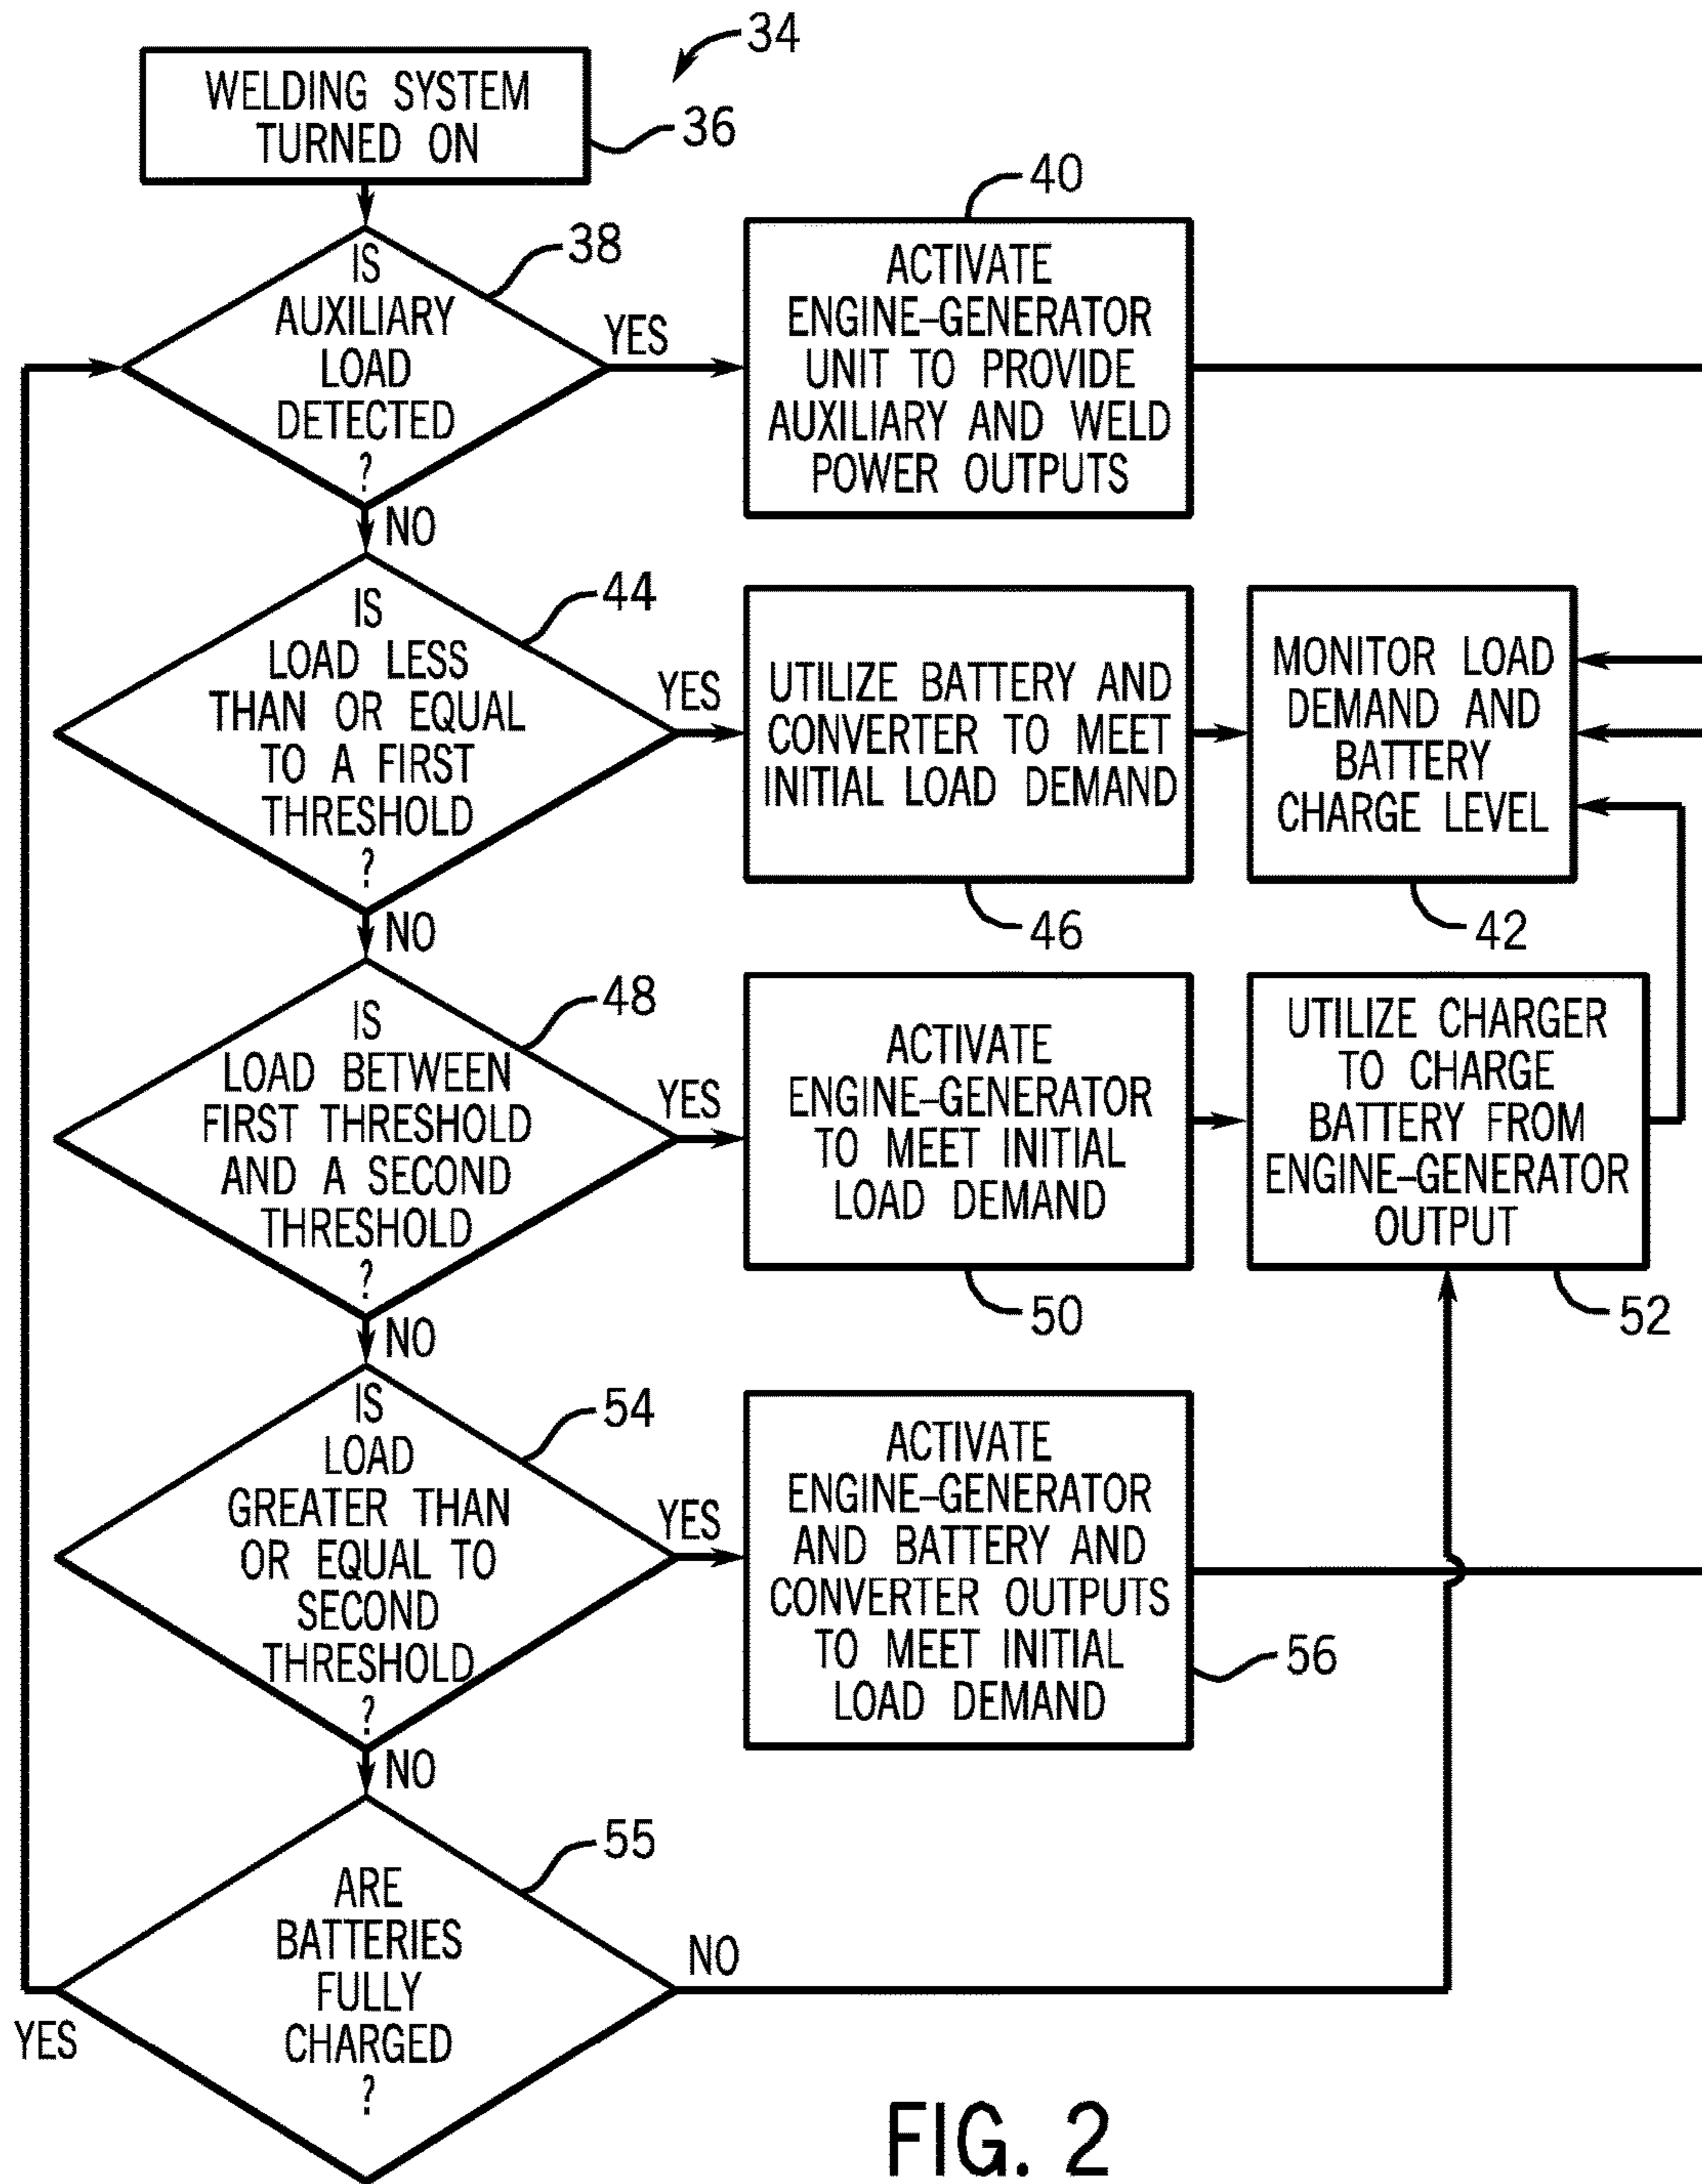 34
WELDING SYSTEM
TURNED ON
36
IS
AUXILIARY
LOAD
DETECTED
?
38
YES
NO
40
ACTIVATE
ENGINE–GENERATOR
UNIT TO PROVIDE
AUXILIARY AND WELD
POWER OUTPUTS
IS
LOAD LESS
THAN OR EQUAL
TO A FIRST
THRESHOLD
?
44
YES
NO
UTILIZE BATTERY AND
CONVERTER TO MEET
INITIAL LOAD DEMAND
46
MONITOR LOAD
DEMAND AND
BATTERY
CHARGE LEVEL
42
IS
LOAD BETWEEN
FIRST THRESHOLD
AND A SECOND
THRESHOLD
?
48
YES
NO
ACTIVATE
ENGINE–GENERATOR
TO MEET INITIAL
LOAD DEMAND
50
UTILIZE CHARGER
TO CHARGE
BATTERY FROM
ENGINE–GENERATOR
OUTPUT
52
IS
LOAD
GREATER THAN
OR EQUAL TO
SECOND
THRESHOLD
?
54
YES
NO
ACTIVATE
ENGINE–GENERATOR
AND BATTERY AND
CONVERTER OUTPUTS
TO MEET INITIAL
LOAD DEMAND
56
ARE
BATTERIES
FULLY
CHARGED
?
55
NO
YES
FIG. 2